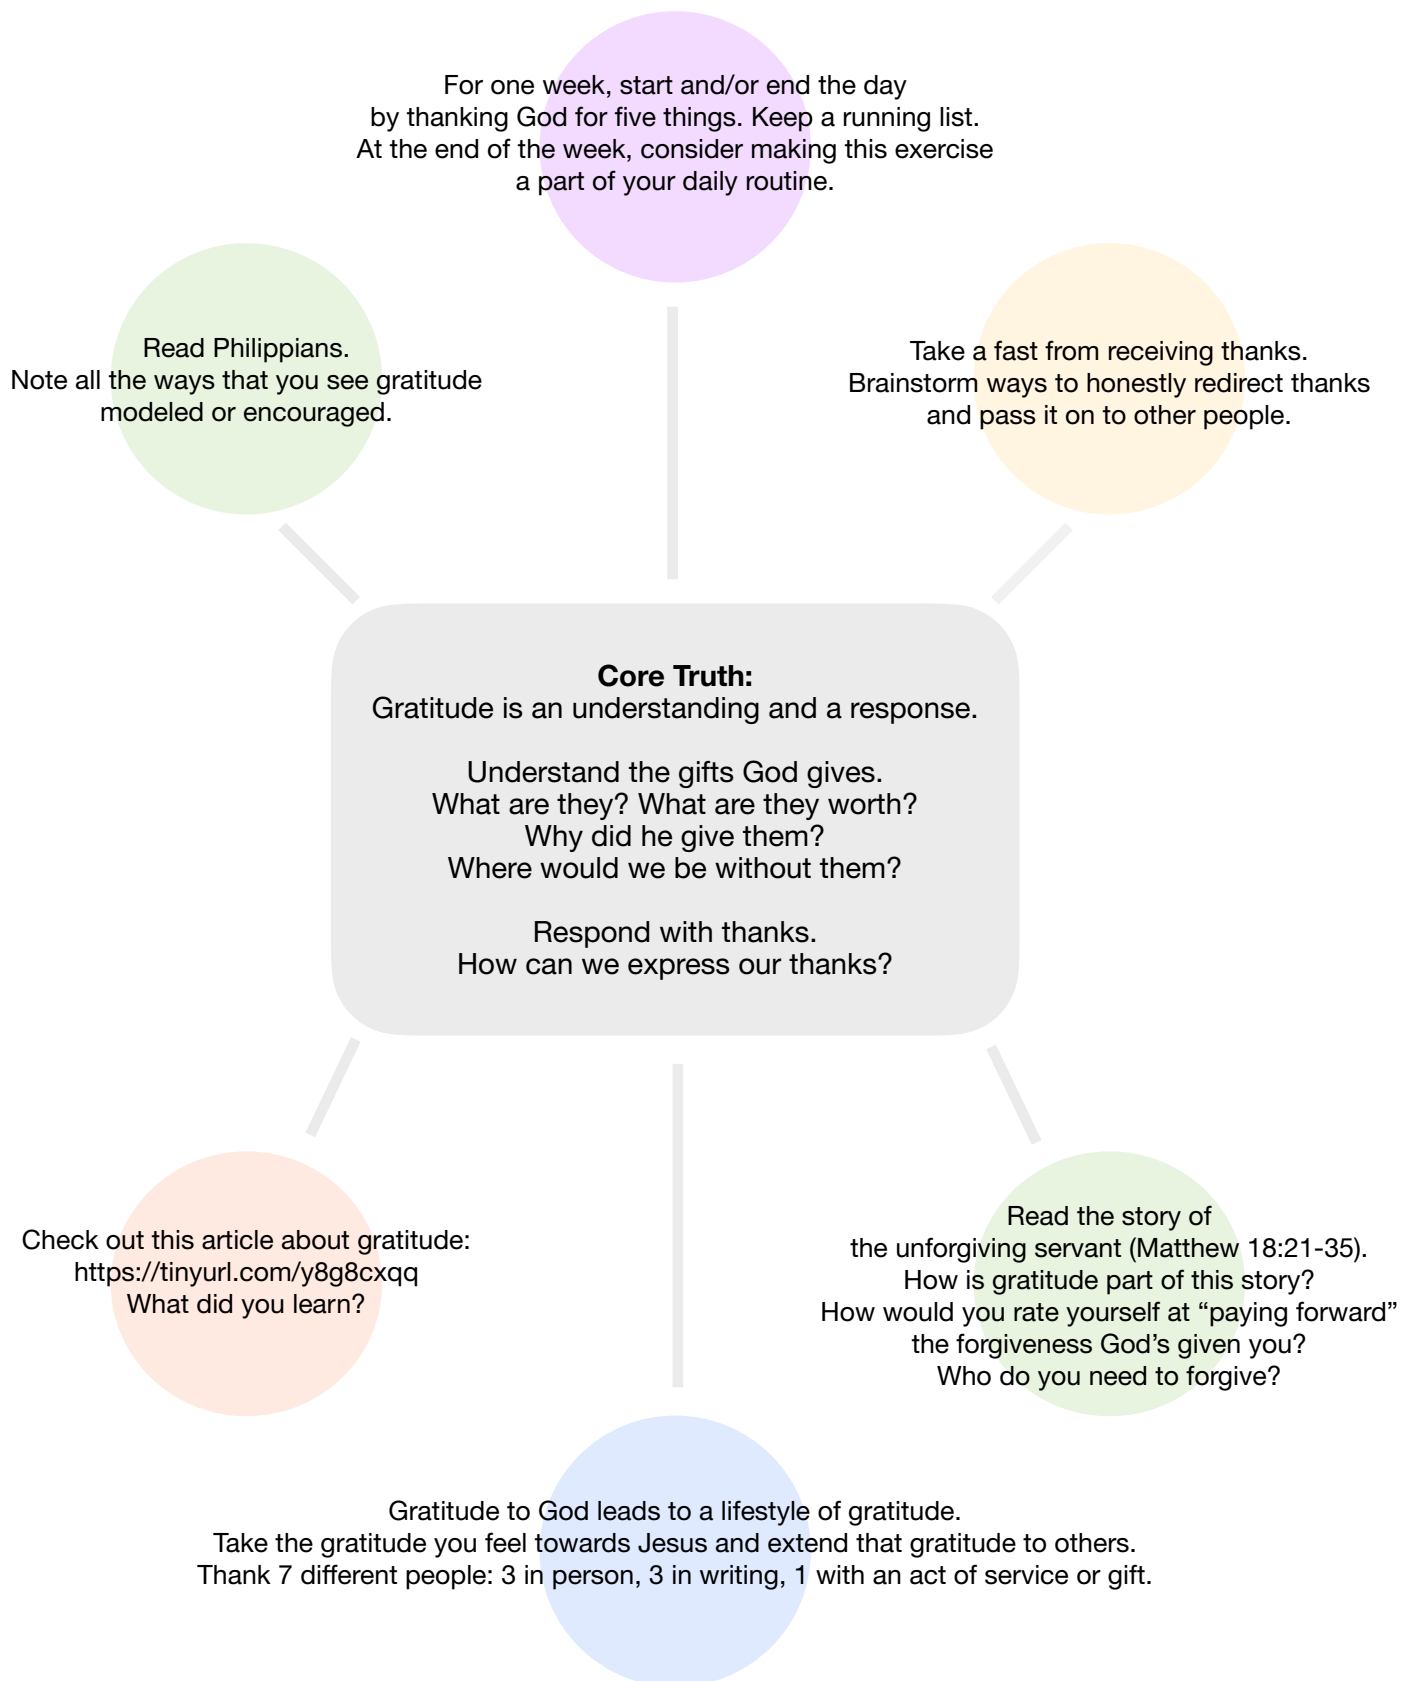 For one week, start and/or end the day
by thanking God for five things. Keep a running list.
At the end of the week, consider making this exercise
a part of your daily routine.
Read Philippians.
Note all the ways that you see gratitude
modeled or encouraged.
Take a fast from receiving thanks.
Brainstorm ways to honestly redirect thanks
and pass it on to other people.
Core Truth:
Gratitude is an understanding and a response.
Understand the gifts God gives.
What are they? What are they worth?
Why did he give them?
Where would we be without them?
Respond with thanks.
How can we express our thanks?
Check out this article about gratitude:
https://tinyurl.com/y8g8cxqq
What did you learn?
Read the story of
the unforgiving servant (Matthew 18:21-35).
How is gratitude part of this story?
How would you rate yourself at “paying forward”
the forgiveness God’s given you?
Who do you need to forgive?
Gratitude to God leads to a lifestyle of gratitude.
Take the gratitude you feel towards Jesus and extend that gratitude to others.
Thank 7 different people: 3 in person, 3 in writing, 1 with an act of service or gift.